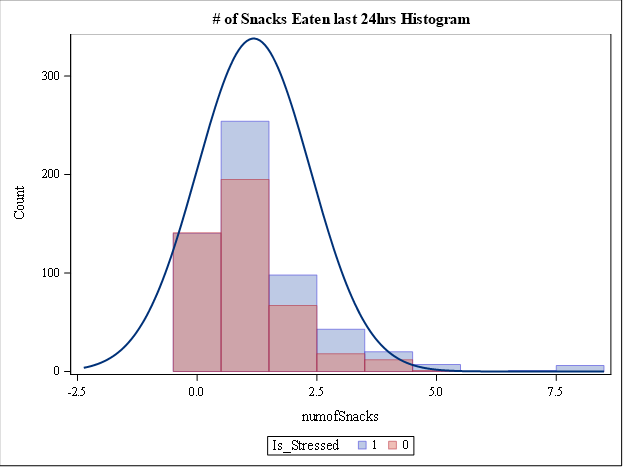 # of Snacks Eaten last 24hrs Histogram
300
200
100
0
Count
-2.5 0.0 2.5 5.0 7.5
numofSnacks
Is_Stressed 1 0